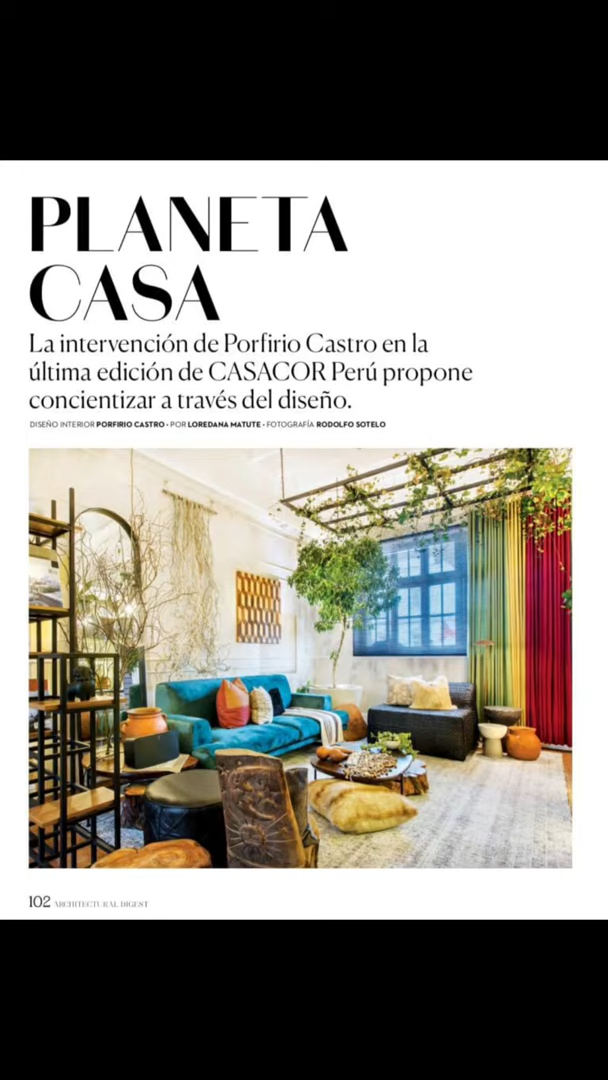 PLANETA
CASA
La intervención de Porfirio Castro en la
última edición de CASACOR Perú propone
concientizar a través del diseño.
DISEÑO INTERIOR PORFIRIO CASTRO • POR LOREDANA MATUTE • FOTOGRAFÍA RODOLFO SOTELO
102 ARCHITECTURAL DIGEST